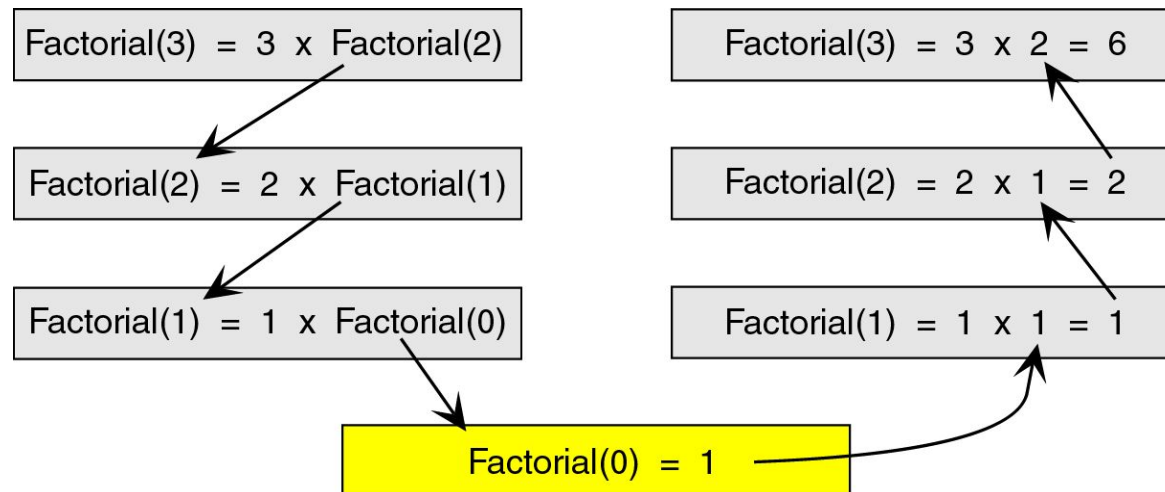 Factorial(3) = 3 x Factorial(2)
Factorial(2) = 2 x Factorial(1)
Factorial(1) = 1 x Factorial(0)
Factorial(0) = 1
Factorial(1) = 1 x 1 = 1
Factorial(2) = 2 x 1 = 2
Factorial(3) = 3 x 2 = 6